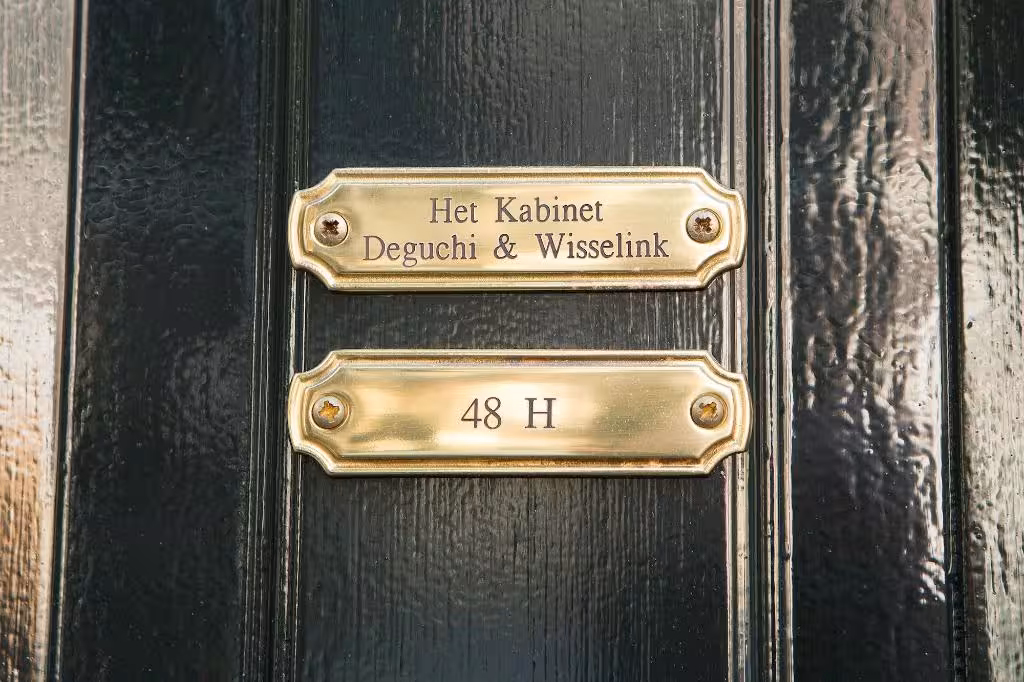 Het Kabinet
Deguchi & Wisselink
48 H